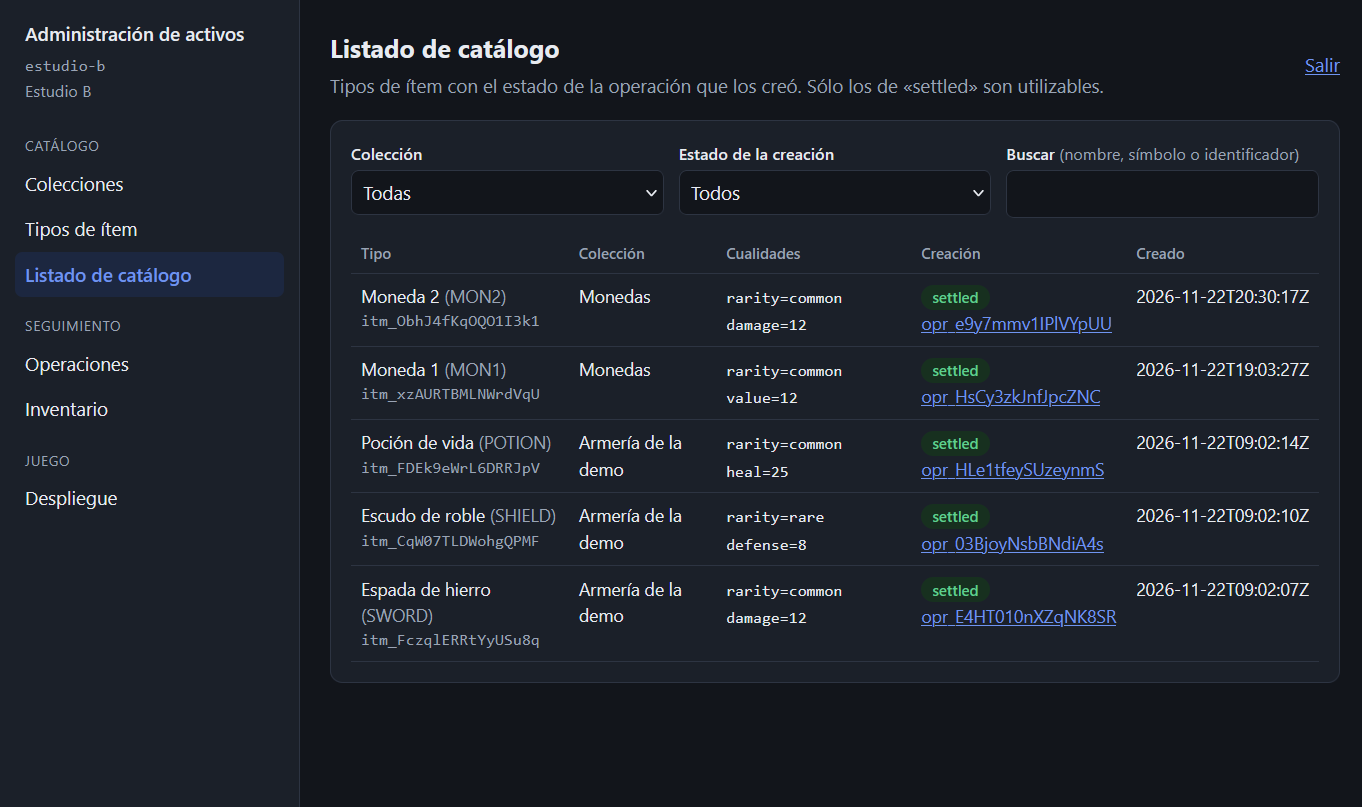 Administración de activos
estudio-b
Estudio B
CATÁLOGO
Colecciones
Tipos de ítem
Listado de catálogo
SEGUIMIENTO
Operaciones
Inventario
JUEGO
Despliegue
Listado de catálogo
Salir
Tipos de ítem con el estado de la operación que los creó. Sólo los de «settled» son utilizables.
Colección
Todas
Estado de la creación
Todos
Buscar (nombre, símbolo o identificador)
Tipo Colección Cualidades Creación Creado
Moneda 2 (MON2) Monedas rarity=common settled 2026-11-22T20:30:17Z
itm_ObhJ4fKqOQO1I3k1 damage=12 opr_e9y7mmv1IPlVYpUU
Moneda 1 (MON1) Monedas rarity=common settled 2026-11-22T19:03:27Z
itm_xzAURTBMLNWrdVqU value=12 opr_HsCy3zkJnfJpcZNC
Poción de vida (POTION) Armería de la rarity=common settled 2026-11-22T09:02:14Z
itm_FDEk9eWrL6DRRJpV demo heal=25 opr_HLe1tfeySUzeynmS
Escudo de roble (SHIELD) Armería de la rarity=rare settled 2026-11-22T09:02:10Z
itm_CqW07TLDWohgQPMF demo defense=8 opr_03BjoyNsbBNdiA4s
Espada de hierro Armería de la rarity=common settled 2026-11-22T09:02:07Z
(SWORD) demo damage=12 opr_E4HT010nXZqNK8SR
itm_FczqlERRtYyUSu8q